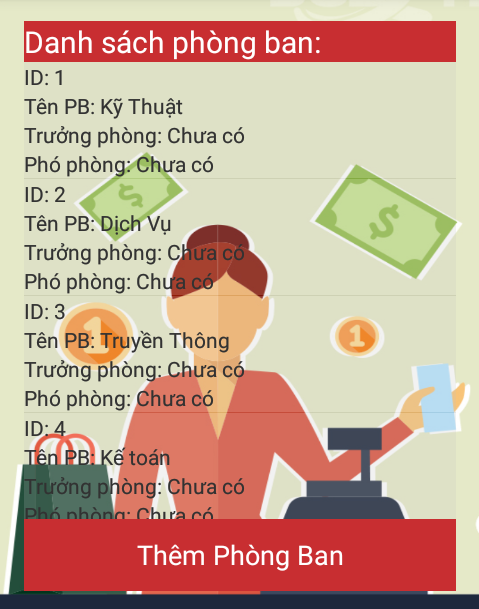 Danh sách phòng ban:
ID: 1
Tên PB: Kỹ Thuật
Trưởng phòng: Chưa có
Phó phòng: Chưa có
ID: 2
Tên PB: Dịch Vụ
Trưởng phòng: Chưa có
Phó phòng: Chưa có
ID: 3
Tên PB: Truyền Thông
Trưởng phòng: Chưa có
Phó phòng: Chưa có
ID: 4
Tên PB: Kế toán
Trưởng phòng: Chưa có
Phó phòng: Chưa có
Thêm Phòng Ban
$
$
1
1